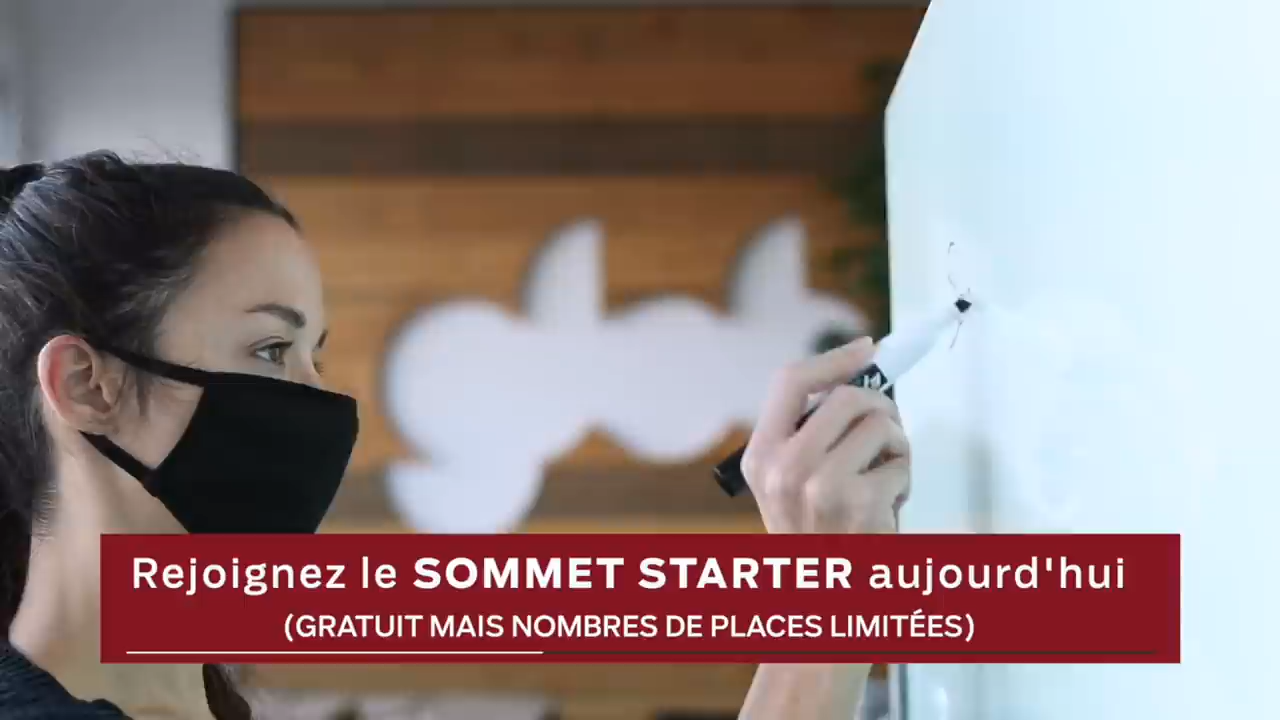 Rejoignez le SOMMET STARTER aujourd'hui
(GRATUIT MAIS NOMBRES DE PLACES LIMITÉES)